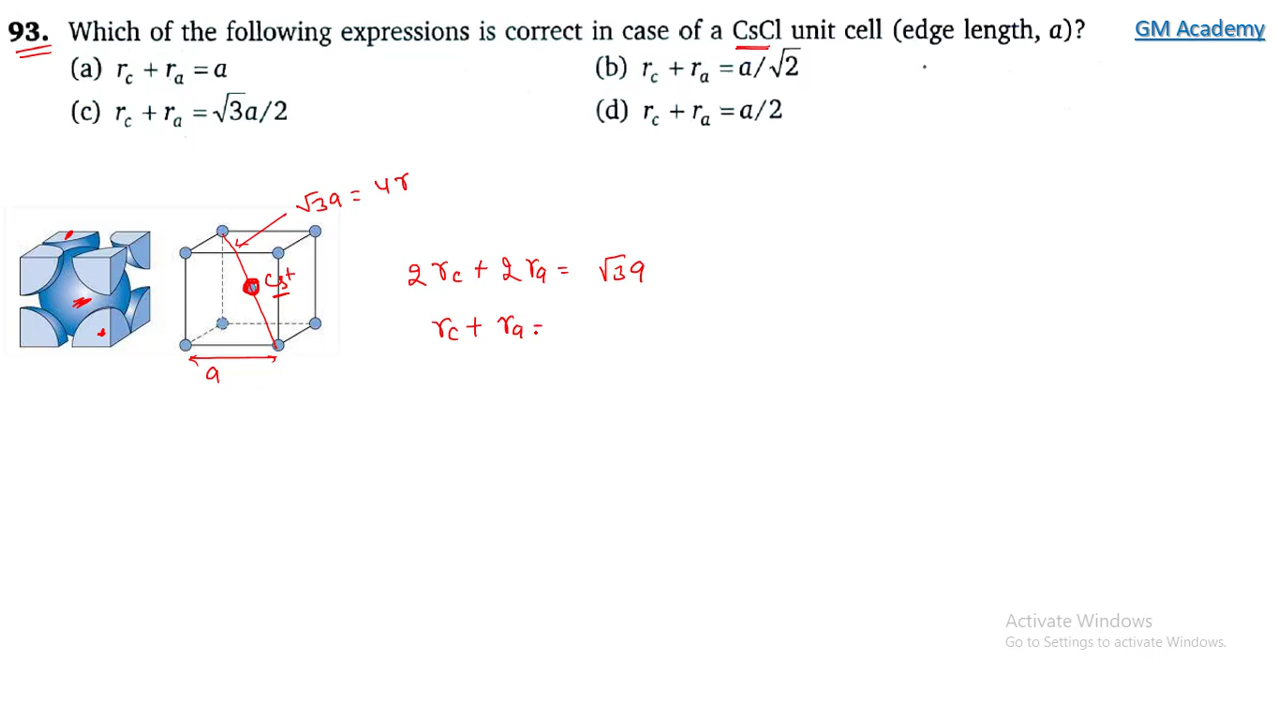 93. Which of the following expressions is correct in case of a CsCl unit cell (edge length, a)?
GM Academy
(a) r_c + r_a = a
(b) r_c + r_a = a/√2
(c) r_c + r_a = √3a/2
(d) r_c + r_a = a/2
√3a = 4r
Cs+
2r_c + 2r_a = √3a
r_c + r_a =
a
Activate Windows
Go to Settings to activate Windows.